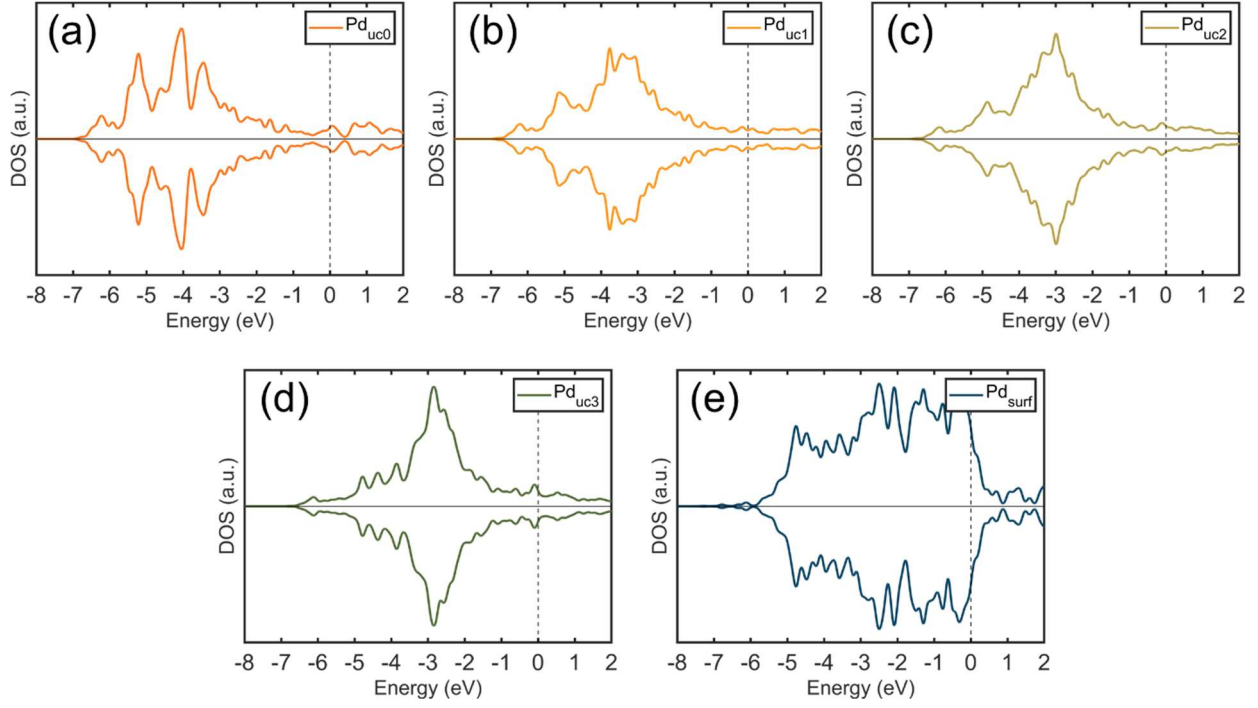 (a)
Pd_uc0
DOS (a.u.)
-8 -7 -6 -5 -4 -3 -2 -1 0 1 2
Energy (eV)
(b)
Pd_uc1
DOS (a.u.)
-8 -7 -6 -5 -4 -3 -2 -1 0 1 2
Energy (eV)
(c)
Pd_uc2
DOS (a.u.)
-8 -7 -6 -5 -4 -3 -2 -1 0 1 2
Energy (eV)
(d)
Pd_uc3
DOS (a.u.)
-8 -7 -6 -5 -4 -3 -2 -1 0 1 2
Energy (eV)
(e)
Pd_surf
DOS (a.u.)
-8 -7 -6 -5 -4 -3 -2 -1 0 1 2
Energy (eV)